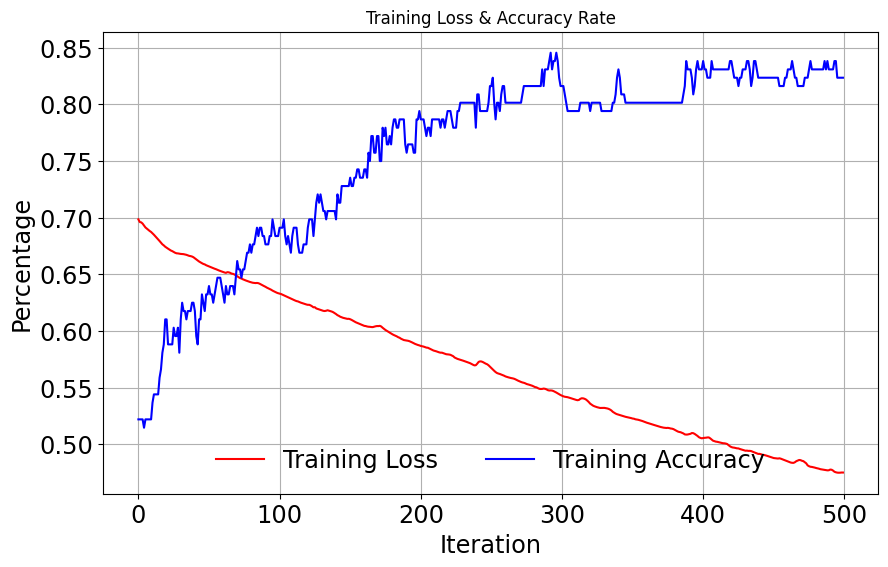 Training Loss & Accuracy Rate
Percentage
0.85
0.80
0.75
0.70
0.65
0.60
0.55
0.50
Training Loss Training Accuracy
0 100 200 300 400 500
Iteration